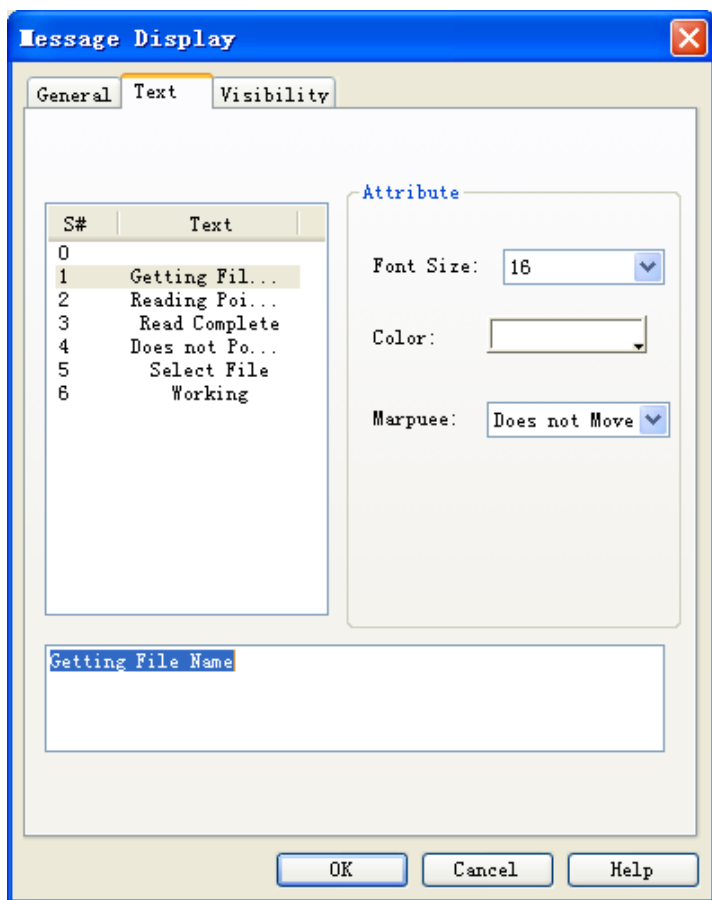 Message Display
General Text Visibility
Attribute
S# Text
0
1 Getting Fil...
2 Reading Poi...
3 Read Complete
4 Does not Po...
5 Select File
6 Working
Font Size: 16
Color:
Marpuee: Does not Move
Getting File Name
OK Cancel Help